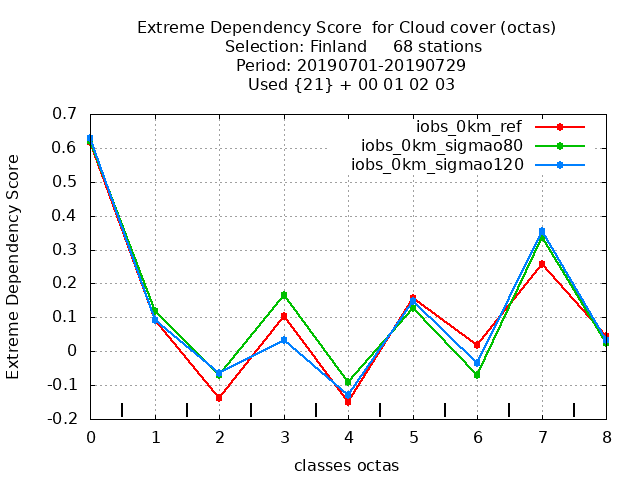 Extreme Dependency Score  for Cloud cover (octas)
Selection: Finland     68 stations
Period: 20190701-20190729
Used {21} + 00 01 02 03
iobs_0km_ref
iobs_0km_sigmao80
iobs_0km_sigmao120
Extreme Dependency Score
0.7
0.6
0.5
0.4
0.3
0.2
0.1
0
-0.1
-0.2
0 1 2 3 4 5 6 7 8
classes octas